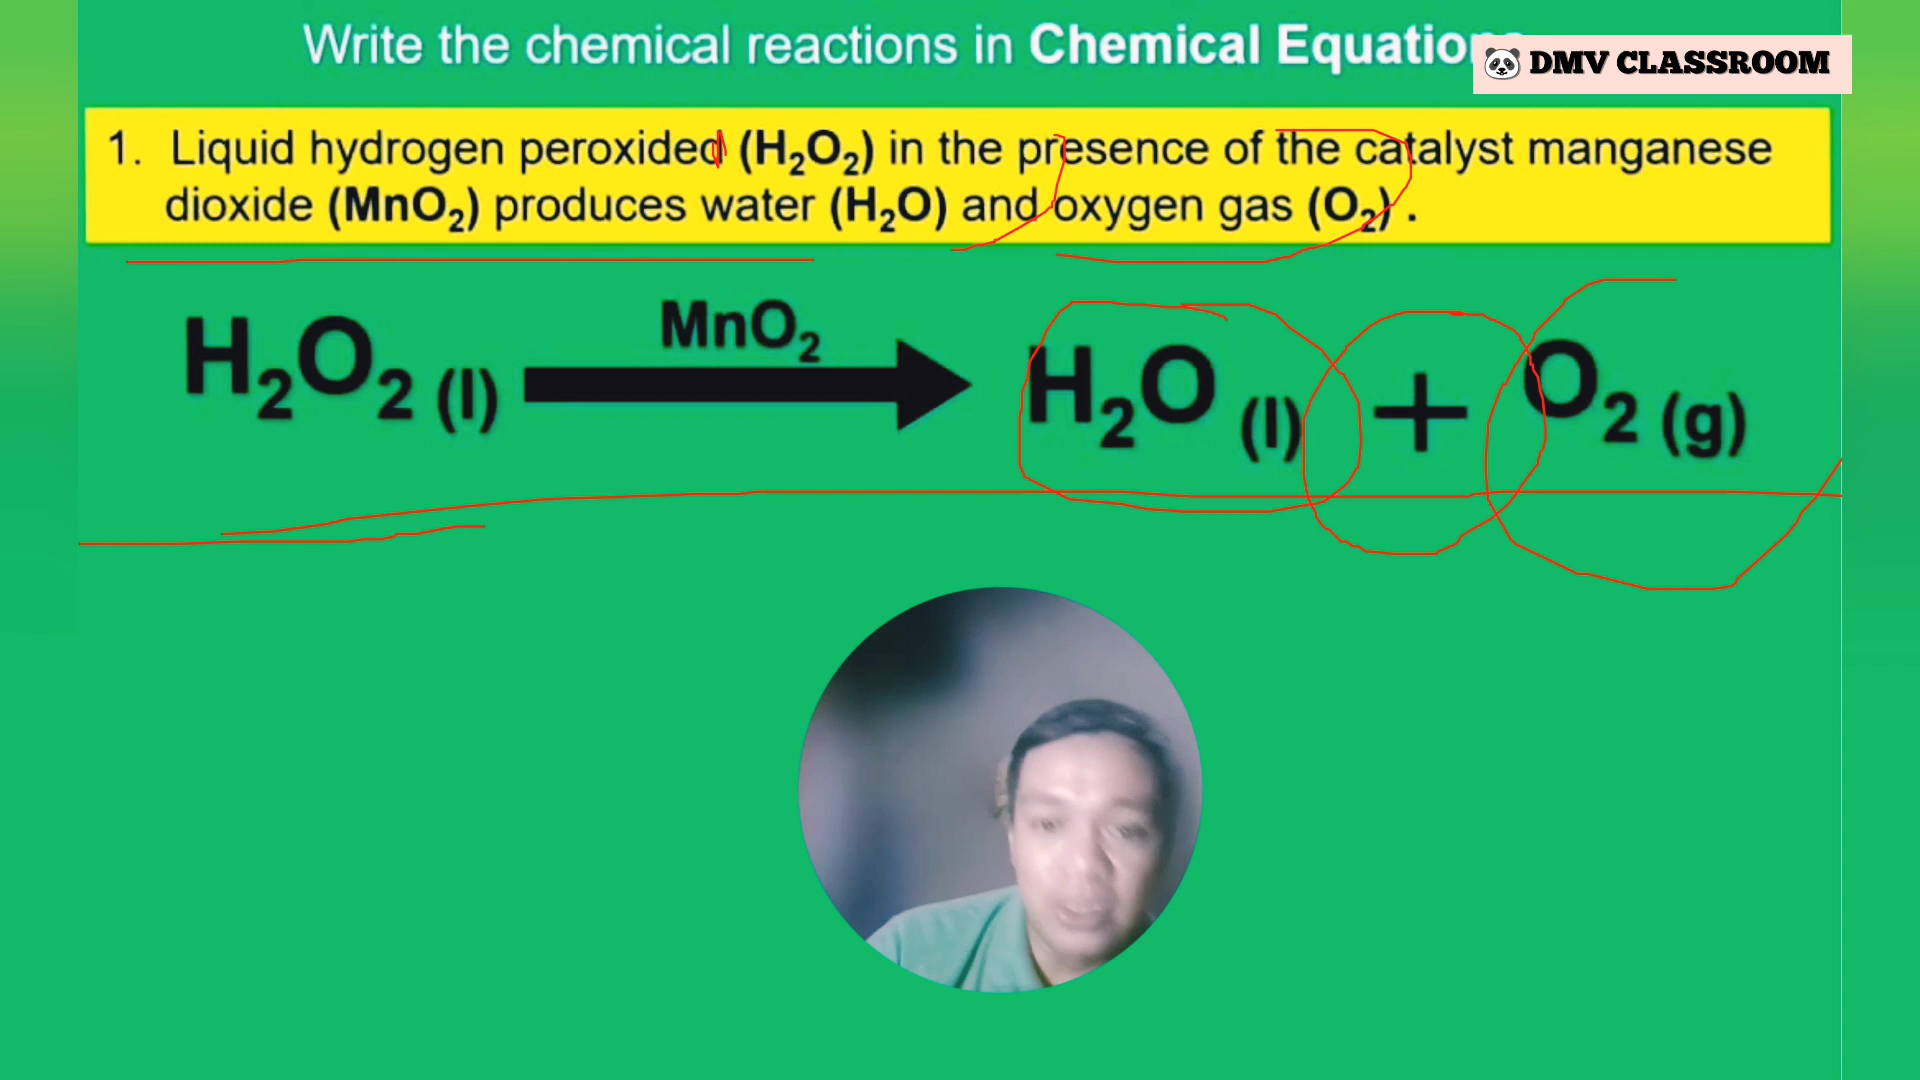 Write the chemical reactions in Chemical Equation
🐼 DMV CLASSROOM
1. Liquid hydrogen peroxided (H₂O₂) in the presence of the catalyst manganese
dioxide (MnO₂) produces water (H₂O) and oxygen gas (O₂) .
MnO₂
H₂O₂ (l) H₂O (l) + O₂ (g)